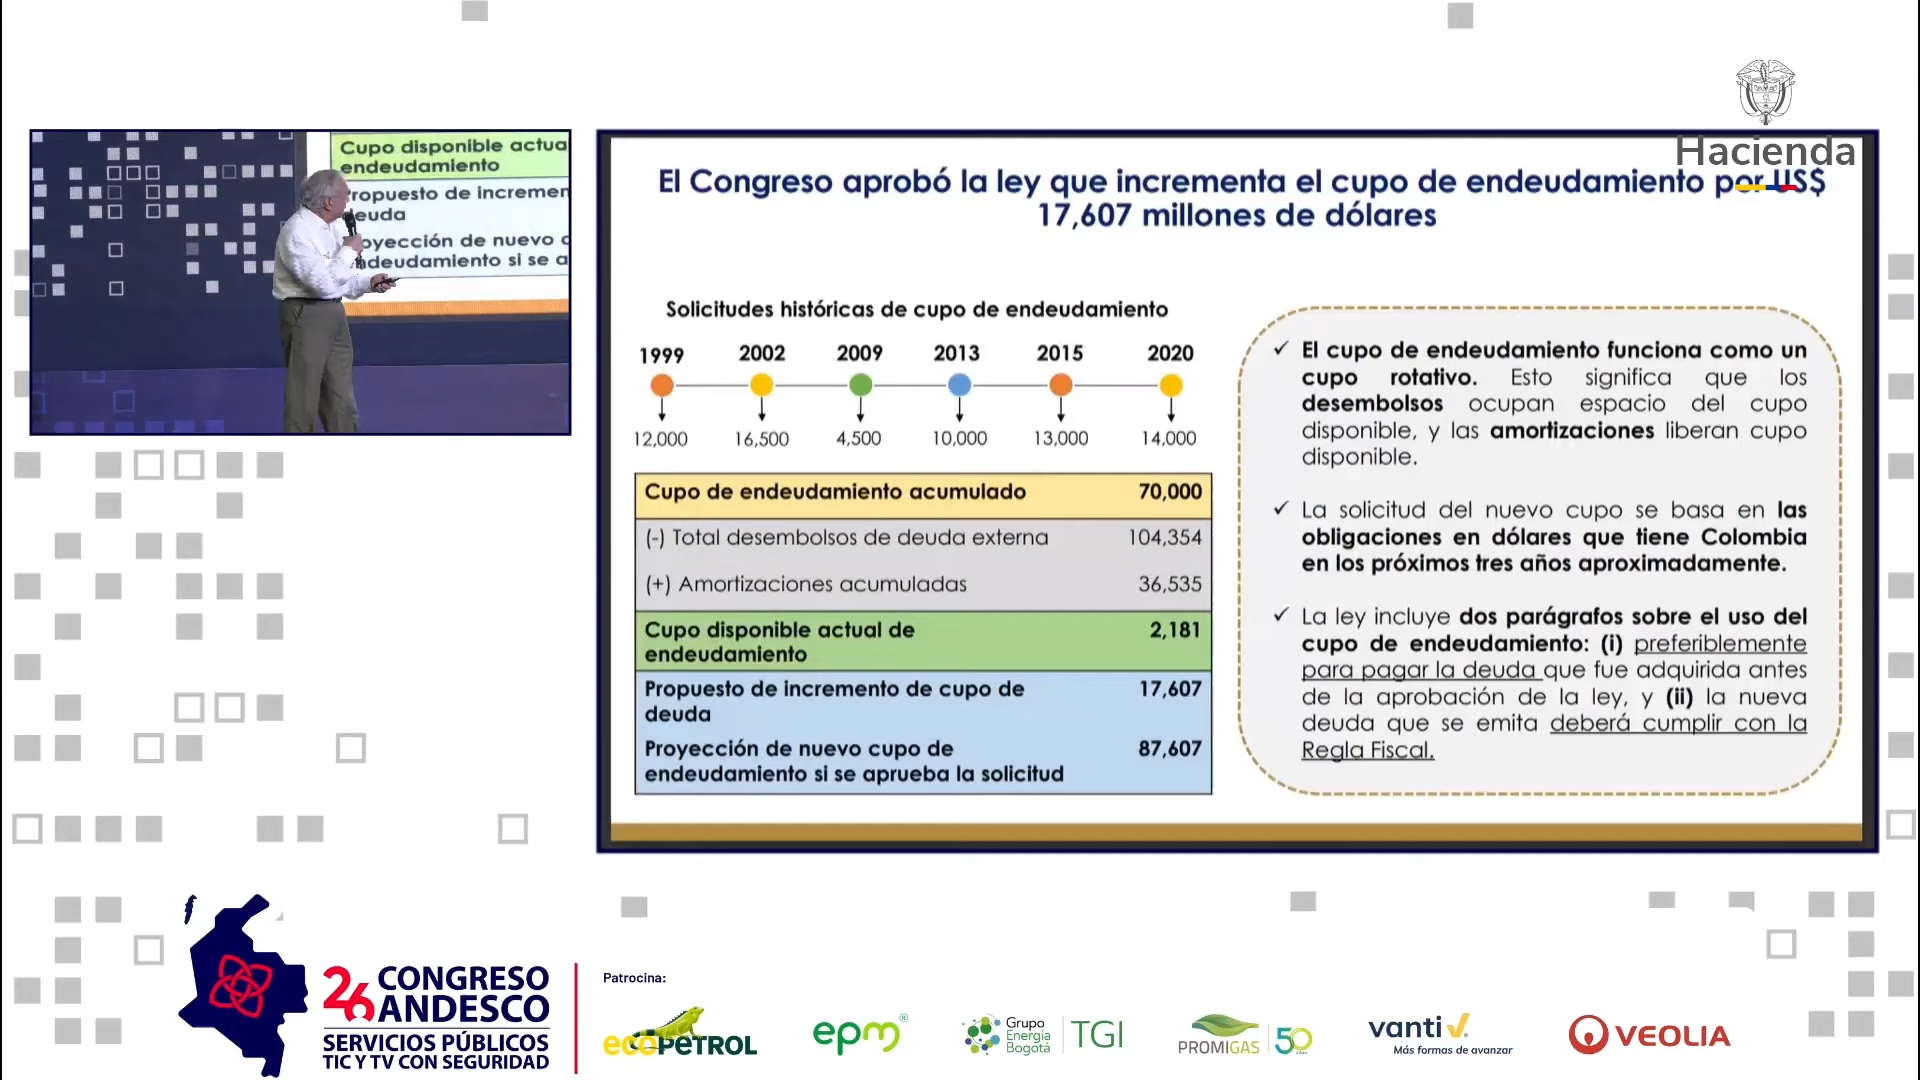 Hacienda
Cupo disponible actua
endeudamiento
ropuesto de incremen
euda
oyección de nuevo c
ndeudamiento si se a
El Congreso aprobó la ley que incrementa el cupo de endeudamiento por US$
17,607 millones de dólares
Solicitudes históricas de cupo de endeudamiento
1999 2002 2009 2013 2015 2020
12,000 16,500 4,500 10,000 13,000 14,000
Cupo de endeudamiento acumulado 70,000
(-) Total desembolsos de deuda externa 104,354
(+) Amortizaciones acumuladas 36,535
Cupo disponible actual de 2,181
endeudamiento
Propuesto de incremento de cupo de 17,607
deuda
Proyección de nuevo cupo de 87,607
endeudamiento si se aprueba la solicitud
✓ El cupo de endeudamiento funciona como un
cupo rotativo. Esto significa que los
desembolsos ocupan espacio del cupo
disponible, y las amortizaciones liberan cupo
disponible.
✓ La solicitud del nuevo cupo se basa en las
obligaciones en dólares que tiene Colombia
en los próximos tres años aproximadamente.
✓ La ley incluye dos parágrafos sobre el uso del
cupo de endeudamiento: (i) preferiblemente
para pagar la deuda que fue adquirida antes
de la aprobación de la ley, y (ii) la nueva
deuda que se emita deberá cumplir con la
Regla Fiscal.
26 CONGRESO
ANDESCO
SERVICIOS PÚBLICOS
TIC Y TV CON SEGURIDAD
Patrocina:
ecoPETROL
epm®
Grupo
Energía
Bogotá
TGI
PROMIGAS 50
vanti
Más formas de avanzar
VEOLIA